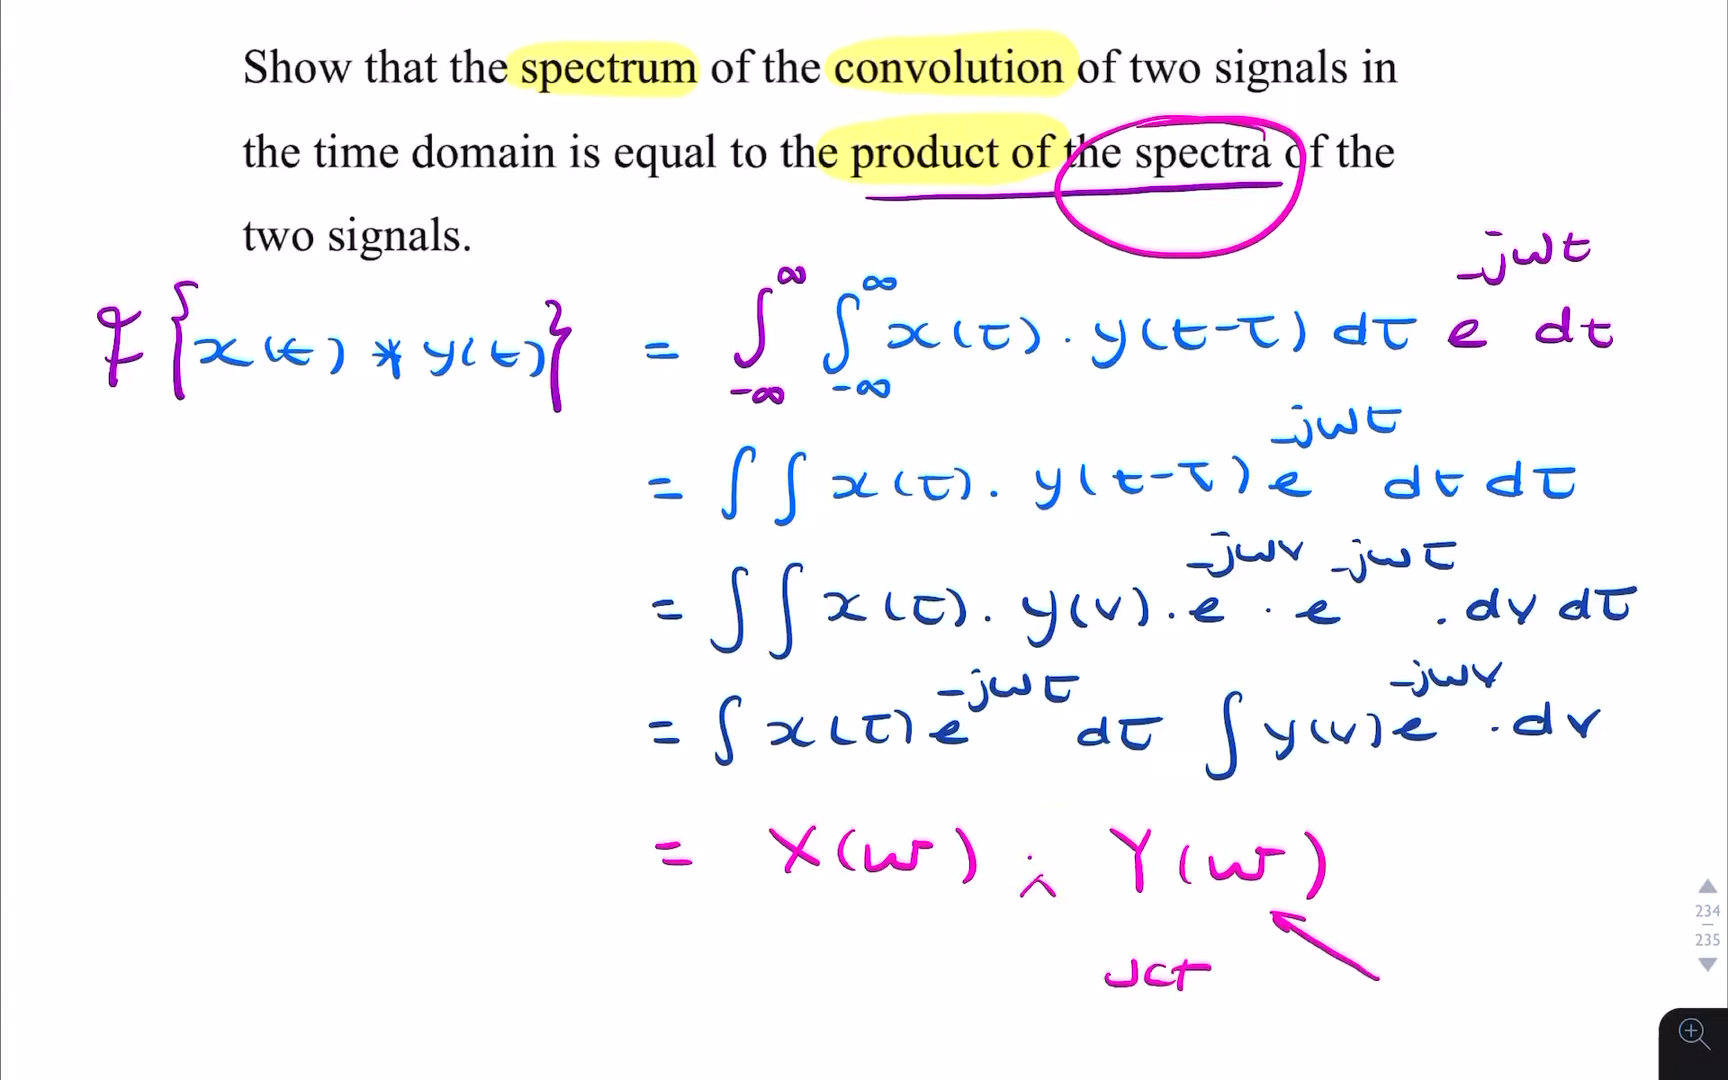 Show that the spectrum of the convolution of two signals in
the time domain is equal to the product of the spectra of the
two signals.
F{x(t) * y(t)} = ∫_{-∞}^{∞} ∫_{-∞}^{∞} x(τ) . y(t-τ) dτ e^{-jωt} dt
= ∫ ∫ x(τ) . y(t-τ) e^{-jωt} dt dτ
= ∫ ∫ x(τ) . y(v) . e^{-jωv} . e^{-jωτ} . dv dτ
= ∫ x(τ) e^{-jωτ} dτ ∫ y(v) e^{-jωv} . dv
= X(ω) . Y(ω)
234
235